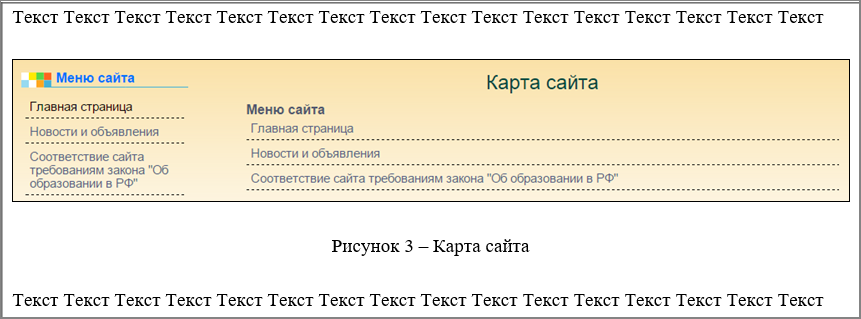 Текст Текст Текст Текст Текст Текст Текст Текст Текст Текст Текст Текст Текст Текст Текст Текст
Меню сайта
Главная страница
Новости и объявления
Соответствие сайта
требованиям закона "Об
образовании в РФ"
Карта сайта
Меню сайта
Главная страница
Новости и объявления
Соответствие сайта требованиям закона "Об образовании в РФ"
Рисунок 3 – Карта сайта
Текст Текст Текст Текст Текст Текст Текст Текст Текст Текст Текст Текст Текст Текст Текст Текст